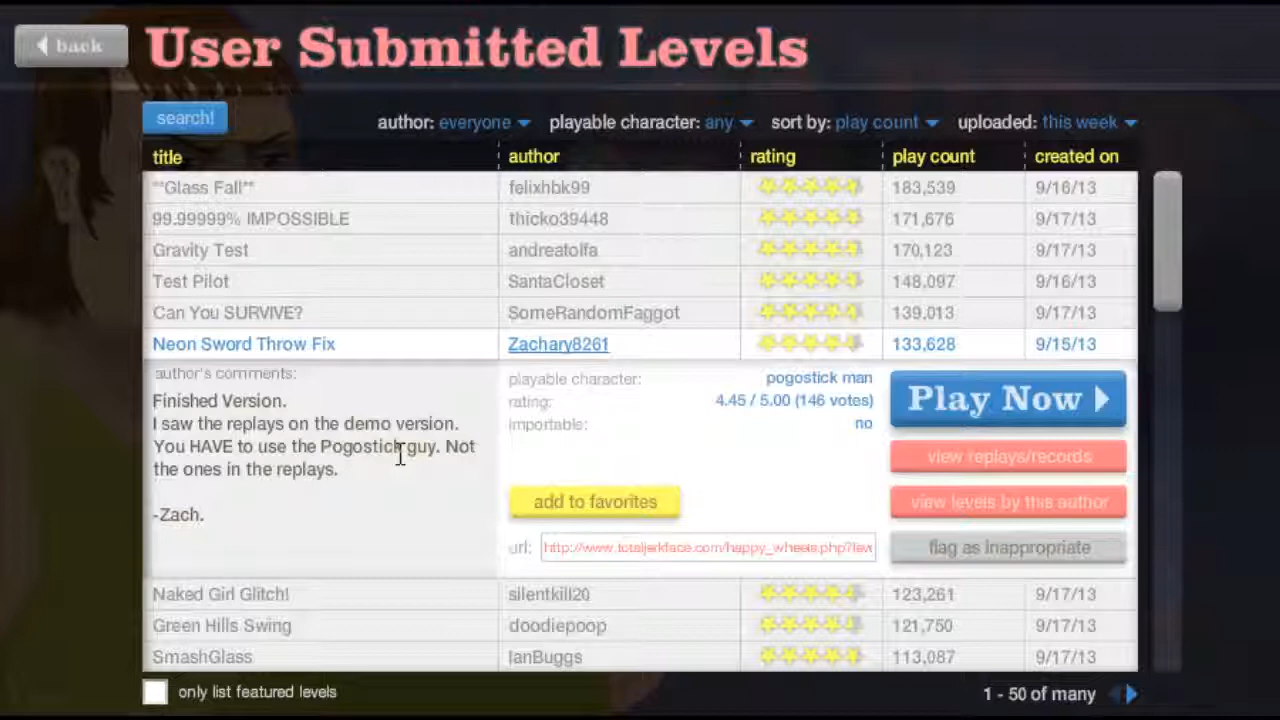 back
User Submitted Levels
search!
author: everyone playable character: any sort by: play count uploaded: this week
title author rating play count created on
**Glass Fall** felixhbk99 183,539 9/16/13
99.99999% IMPOSSIBLE thicko39448 171,676 9/17/13
Gravity Test andreatolfa 170,123 9/17/13
Test Pilot SantaCloset 148,097 9/16/13
Can You SURVIVE? SomeRandomFaggot 139,013 9/17/13
Neon Sword Throw Fix Zachary8261 133,628 9/15/13
author's comments:
Finished Version.
I saw the replays on the demo version.
You HAVE to use the Pogostick guy. Not
the ones in the replays.
-Zach.
playable character: pogostick man
rating: 4.45 / 5.00 (146 votes)
importable: no
add to favorites
url: http://www.totaljerkface.com/happy_wheels.php?lev
Play Now
view replays/records
view levels by this author
flag as inappropriate
Naked Girl Glitch! silentkill20 123,261 9/17/13
Green Hills Swing doodiepoop 121,750 9/17/13
SmashGlass IanBuggs 113,087 9/17/13
only list featured levels
1 - 50 of many